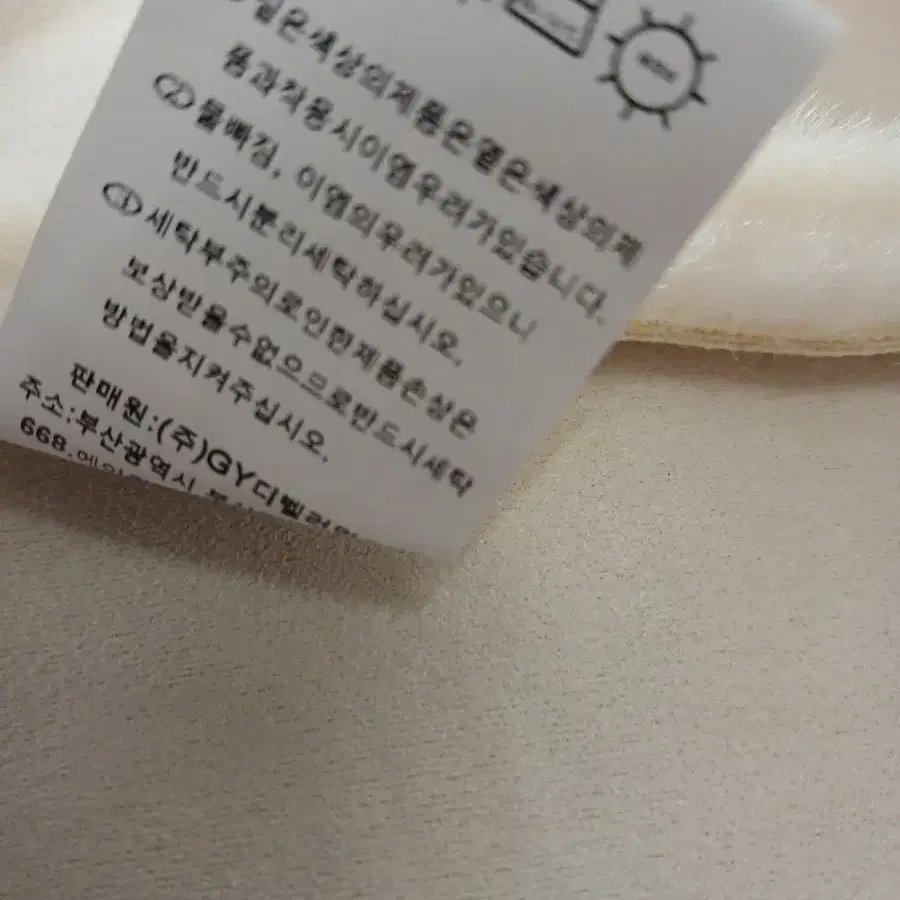 은색상의제품은옅은색상의제
품과착용시이염우려가있습니다.
② 물빠짐, 이염의우려가있으니
반드시분리세탁하십시오.
세탁부주의로인한제품손상은
보상받을수없으므로반드시세탁
방법을지켜주십시오.
판매원:(주)GY디벨
주소:부산광역시
668.